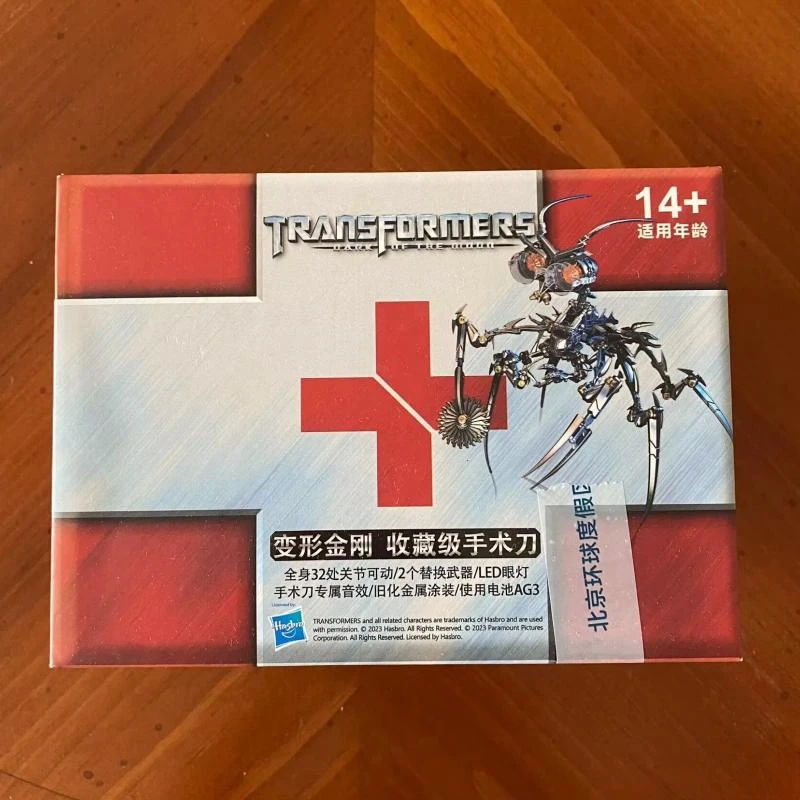 TRANSFORMERS
DARK OF THE MOON
14+
适用年龄
变形金刚 收藏级手术刀
全身32处关节可动/2个替换武器/LED眼灯
手术刀专属音效/旧化金属涂装/使用电池AG3
Licensed by:
Hasbro
TRANSFORMERS and all related characters are trademarks of Hasbro and are used
with permission. © 2023 Hasbro. All Rights Reserved. © 2023 Paramount Pictures
Corporation. All Rights Reserved. Licensed by Hasbro.
北京环球度假区